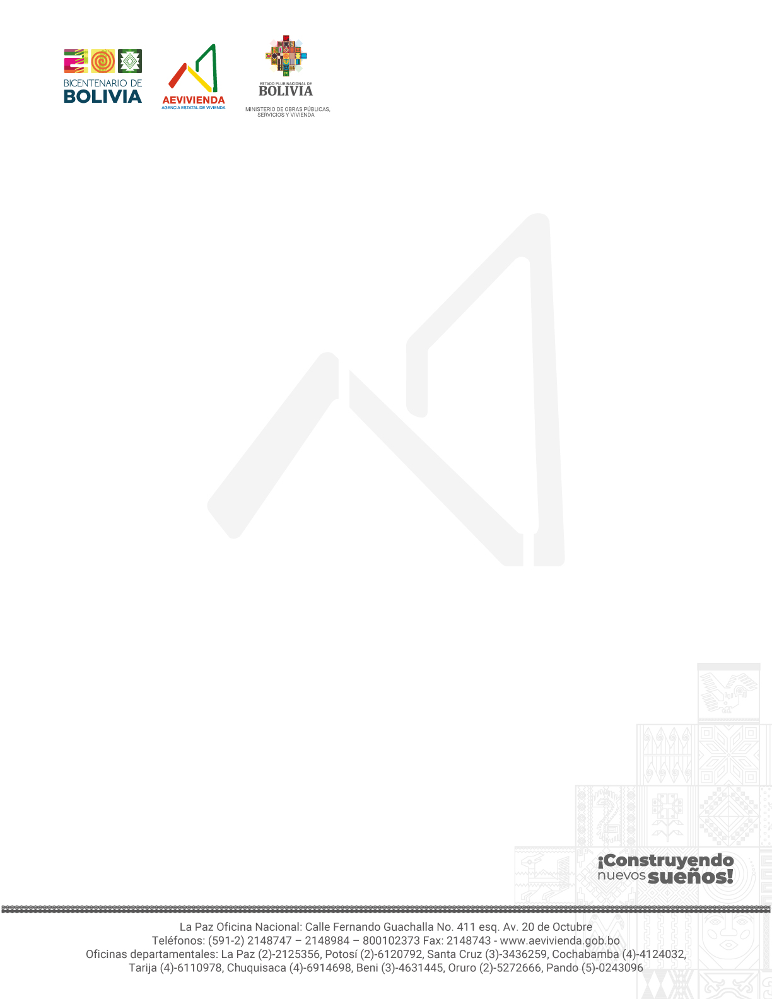 BICENTENARIO DE
BOLIVIA
AEVIVIENDA
AGENCIA ESTATAL DE VIVIENDA
ESTADO PLURINACIONAL DE
BOLIVIA
MINISTERIO DE OBRAS PÚBLICAS,
SERVICIOS Y VIVIENDA
¡Construyendo
nuevos sueños!
La Paz Oficina Nacional: Calle Fernando Guachalla No. 411 esq. Av. 20 de Octubre
Teléfonos: (591-2) 2148747 – 2148984 – 800102373 Fax: 2148743 - www.aevivienda.gob.bo
Oficinas departamentales: La Paz (2)-2125356, Potosí (2)-6120792, Santa Cruz (3)-3436259, Cochabamba (4)-4124032,
Tarija (4)-6110978, Chuquisaca (4)-6914698, Beni (3)-4631445, Oruro (2)-5272666, Pando (5)-0243096